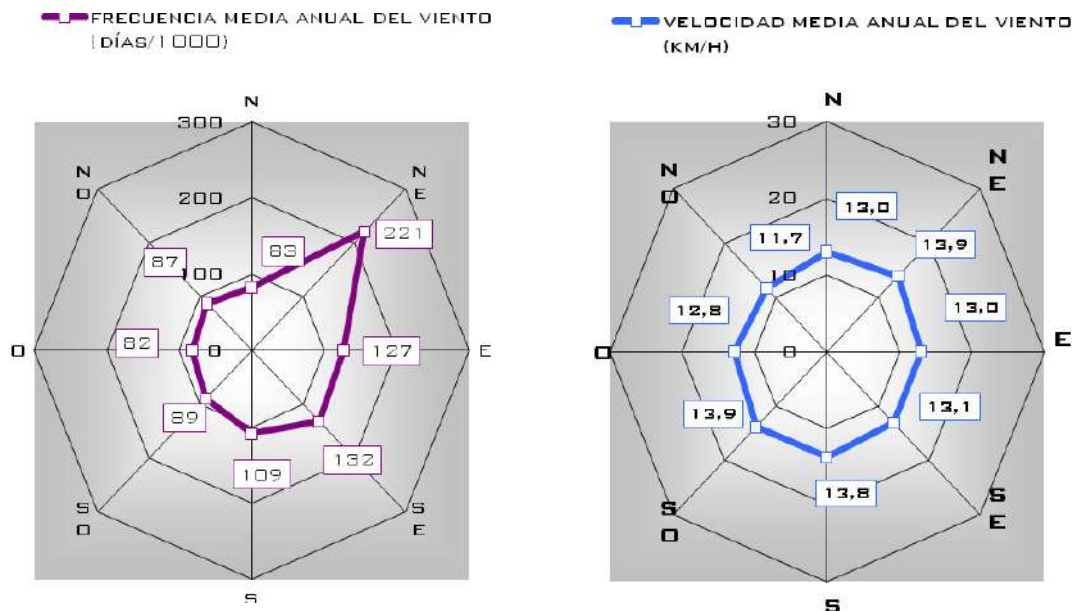 FRECUENCIA MEDIA ANUAL DEL VIENTO
(DÍAS/1000)
N
300
NO
NE
200
221
83
87
100
O
82
0
127
E
89
132
109
SO
SE
S
VELOCIDAD MEDIA ANUAL DEL VIENTO
(KM/H)
N
30
NO
NE
20
13,0
11,7
13,9
10
12,8
13,0
O
0
E
13,9
13,1
13,8
SO
SE
S